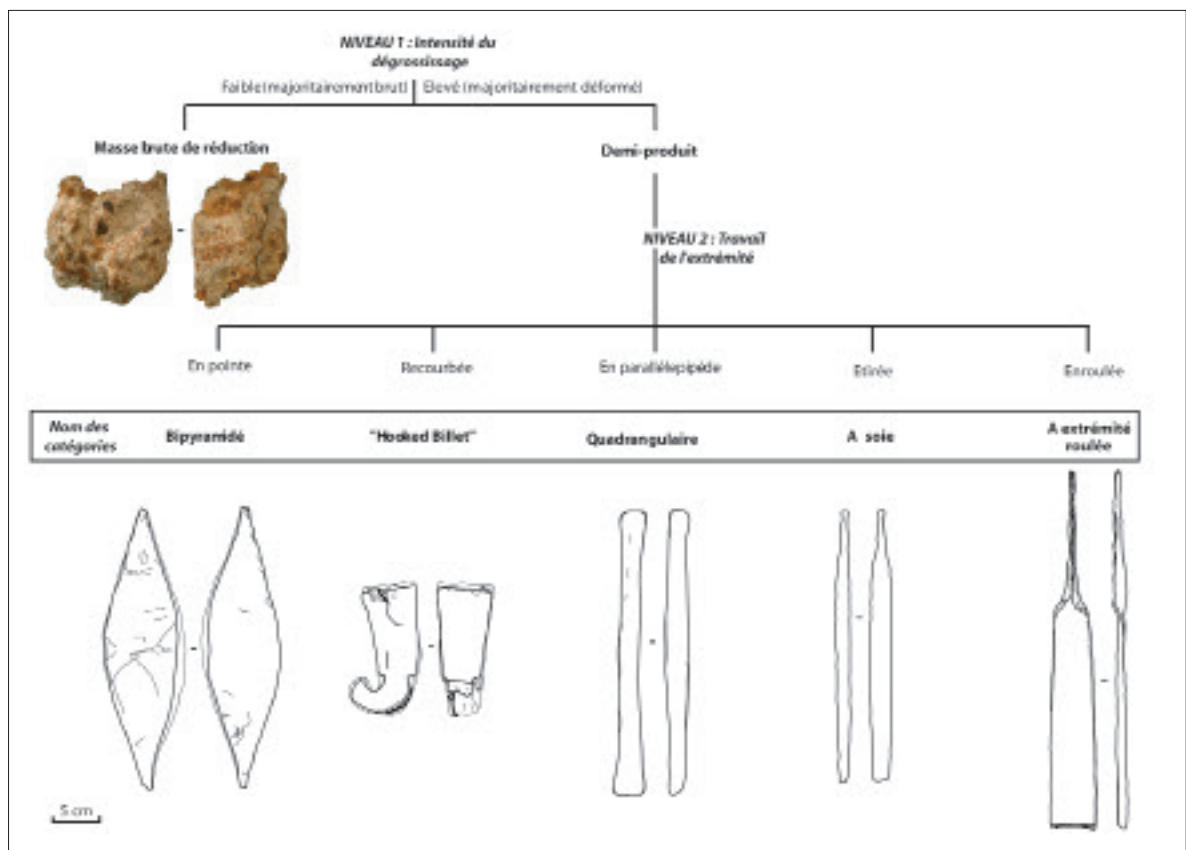 NIVEAU 1 : Intensité du
dégrossissage
Faible (majoritairement brut) Elevé (majoritairement déformé)
Masse brute de réduction
Demi-produit
NIVEAU 2 : Travail
de l'extrémité
En pointe
Recourbée
En parallélepipède
Etirée
Enroulée
Nom des
catégories
Bipyramidé
"Hooked Billet"
Quadrangulaire
A soie
A extrémité
roulée
5 cm